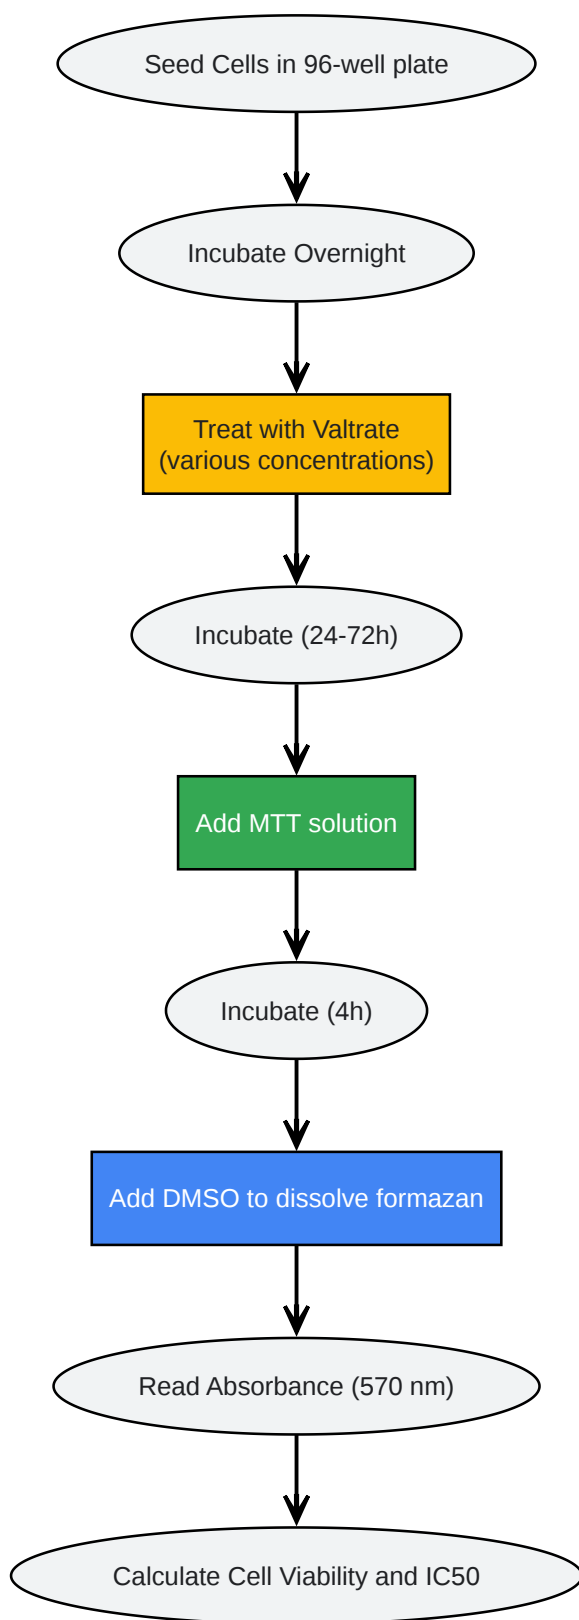 Seed Cells in 96-well plate
Incubate Overnight
Treat with Valtrate
(various concentrations)
Incubate (24-72h)
Add MTT solution
Incubate (4h)
Add DMSO to dissolve formazan
Read Absorbance (570 nm)
Calculate Cell Viability and IC50